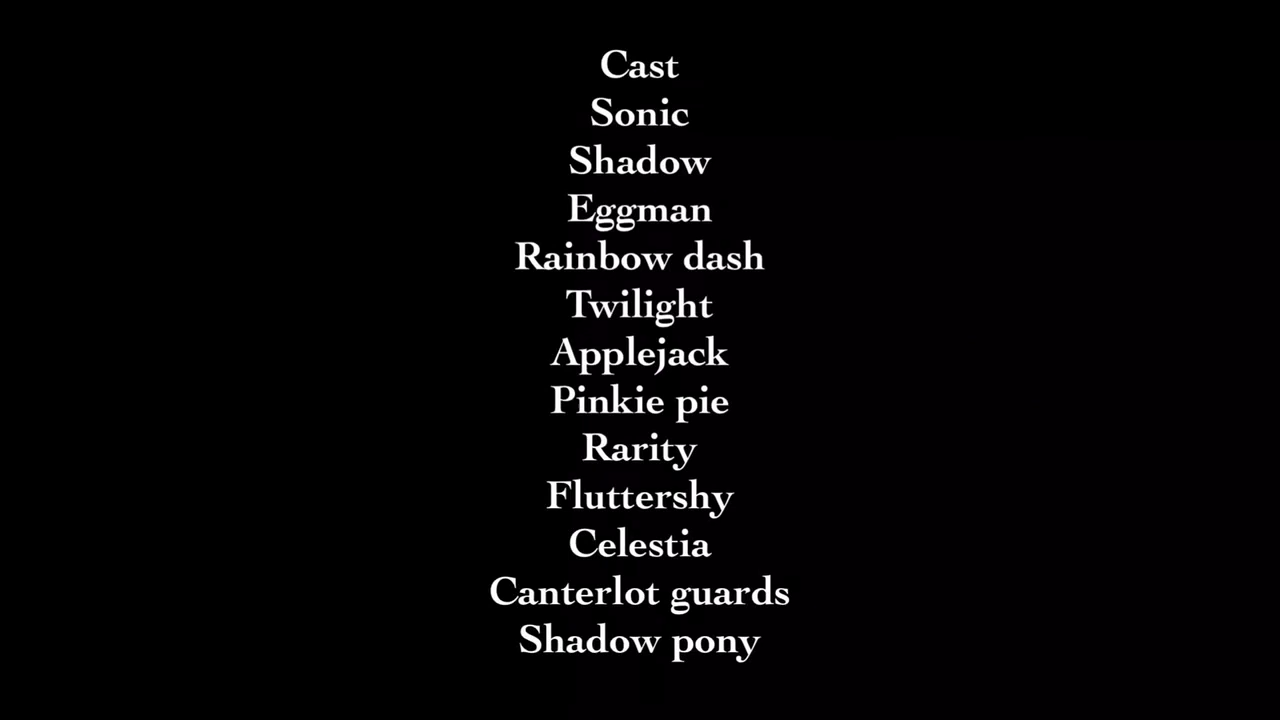 Cast
Sonic
Shadow
Eggman
Rainbow dash
Twilight
Applejack
Pinkie pie
Rarity
Fluttershy
Celestia
Canterlot guards
Shadow pony